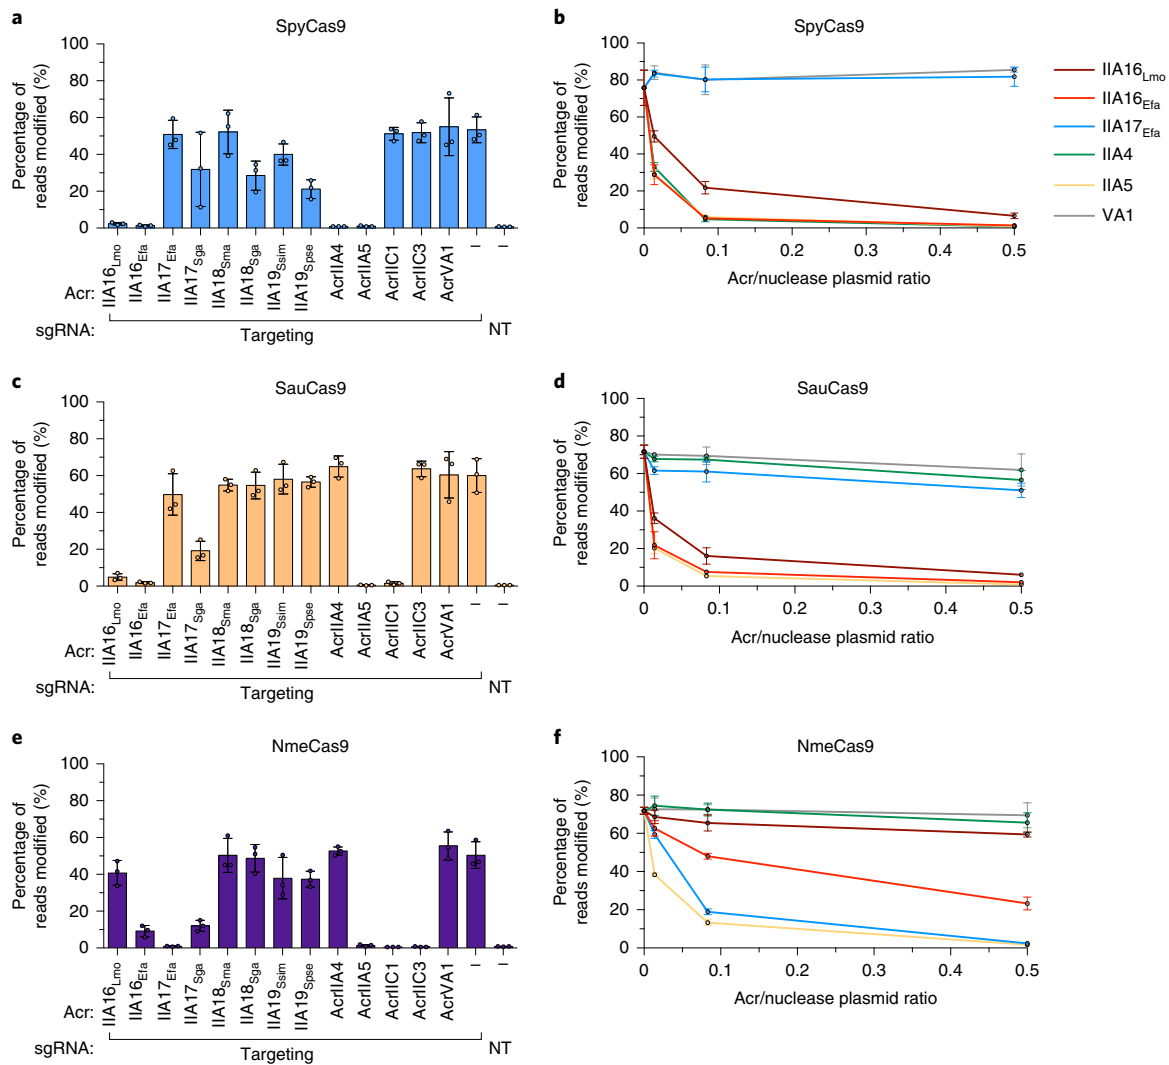 a
SpyCas9
Percentage of
reads modified (%)
100
80
60
40
20
0
Acr:
IIA16Lmo
IIA16Efa
IIA17Efa
IIA17Sga
IIA18Sma
IIA18Sga
IIA19Ssim
IIA19Spse
AcrIIA4
AcrIIA5
AcrIIC1
AcrIIC3
AcrVA1
–
–
sgRNA:
Targeting
NT
b
SpyCas9
Percentage of
reads modified (%)
100
80
60
40
20
0
0
0.1
0.2
0.3
0.4
0.5
Acr/nuclease plasmid ratio
IIA16Lmo
IIA16Efa
IIA17Efa
IIA4
IIA5
VA1
c
SauCas9
Percentage of
reads modified (%)
100
80
60
40
20
0
Acr:
IIA16Lmo
IIA16Efa
IIA17Efa
IIA17Sga
IIA18Sma
IIA18Sga
IIA19Ssim
IIA19Spse
AcrIIA4
AcrIIA5
AcrIIC1
AcrIIC3
AcrVA1
–
–
sgRNA:
Targeting
NT
d
SauCas9
Percentage of
reads modified (%)
100
80
60
40
20
0
0
0.1
0.2
0.3
0.4
0.5
Acr/nuclease plasmid ratio
e
NmeCas9
Percentage of
reads modified (%)
100
80
60
40
20
0
Acr:
IIA16Lmo
IIA16Efa
IIA17Efa
IIA17Sga
IIA18Sma
IIA18Sga
IIA19Ssim
IIA19Spse
AcrIIA4
AcrIIA5
AcrIIC1
AcrIIC3
AcrVA1
–
–
sgRNA:
Targeting
NT
f
NmeCas9
Percentage of
reads modified (%)
100
80
60
40
20
0
0
0.1
0.2
0.3
0.4
0.5
Acr/nuclease plasmid ratio